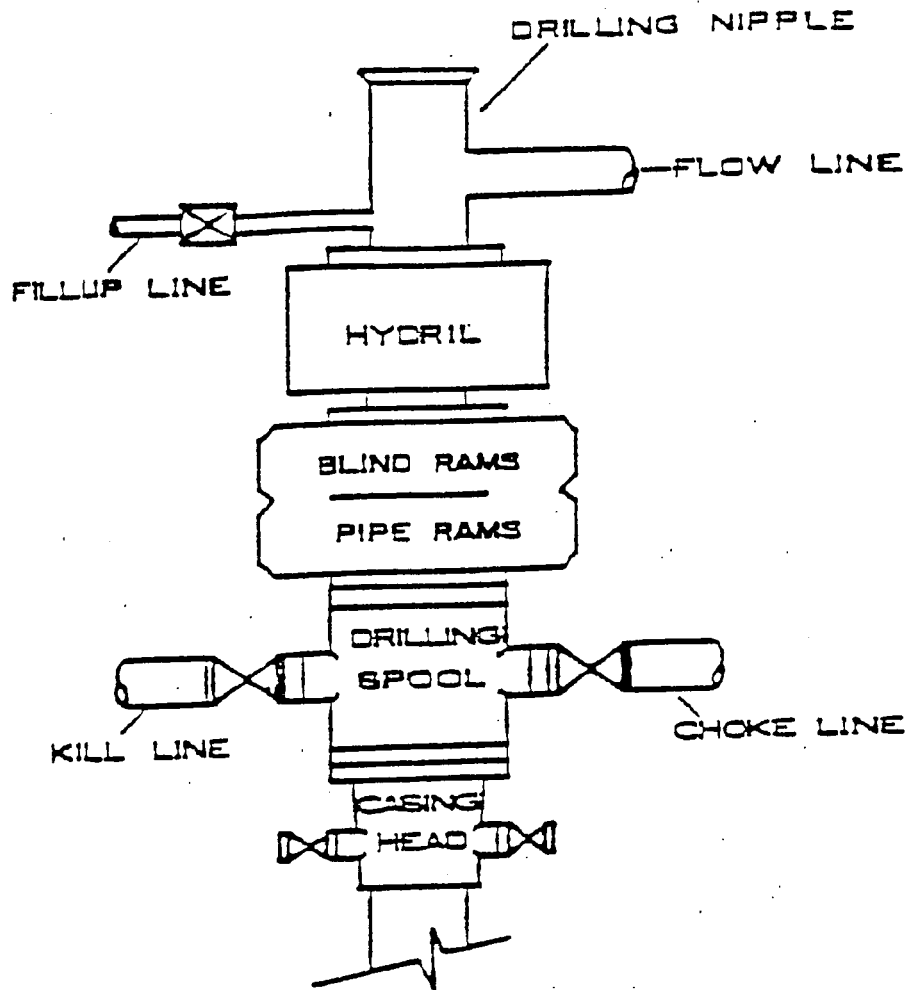 DRILLING NIPPLE
FLOW LINE
FILLUP LINE
HYDRIL
BLIND RAMS
PIPE RAMS
DRILLING
SPOOL
KILL LINE
CHOKE LINE
CASING
HEAD